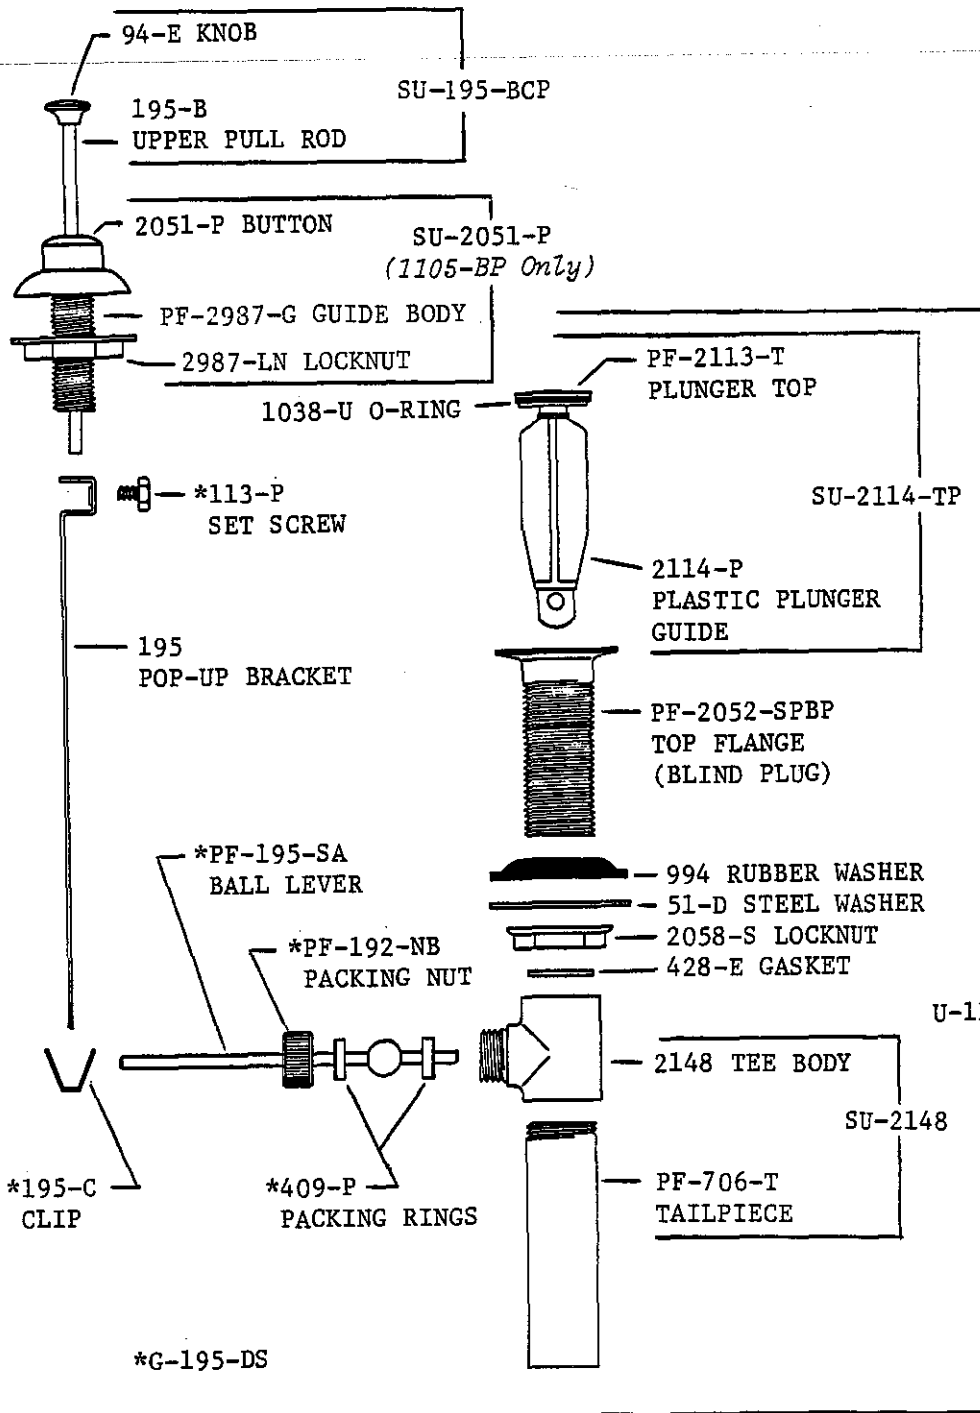 94-E KNOB
SU-195-BCP
195-B
UPPER PULL ROD
2051-P BUTTON
SU-2051-P
(1105-BP Only)
PF-2987-G GUIDE BODY
2987-LN LOCKNUT
PF-2113-T
PLUNGER TOP
1038-U O-RING
*113-P
SET SCREW
SU-2114-TP
2114-P
PLASTIC PLUNGER
GUIDE
195
POP-UP BRACKET
PF-2052-SPBP
TOP FLANGE
(BLIND PLUG)
*PF-195-SA
BALL LEVER
994 RUBBER WASHER
51-D STEEL WASHER
2058-S LOCKNUT
428-E GASKET
*PF-192-NB
PACKING NUT
2148 TEE BODY
SU-2148
*195-C
CLIP
*409-P
PACKING RINGS
PF-706-T
TAILPIECE
*G-195-DS